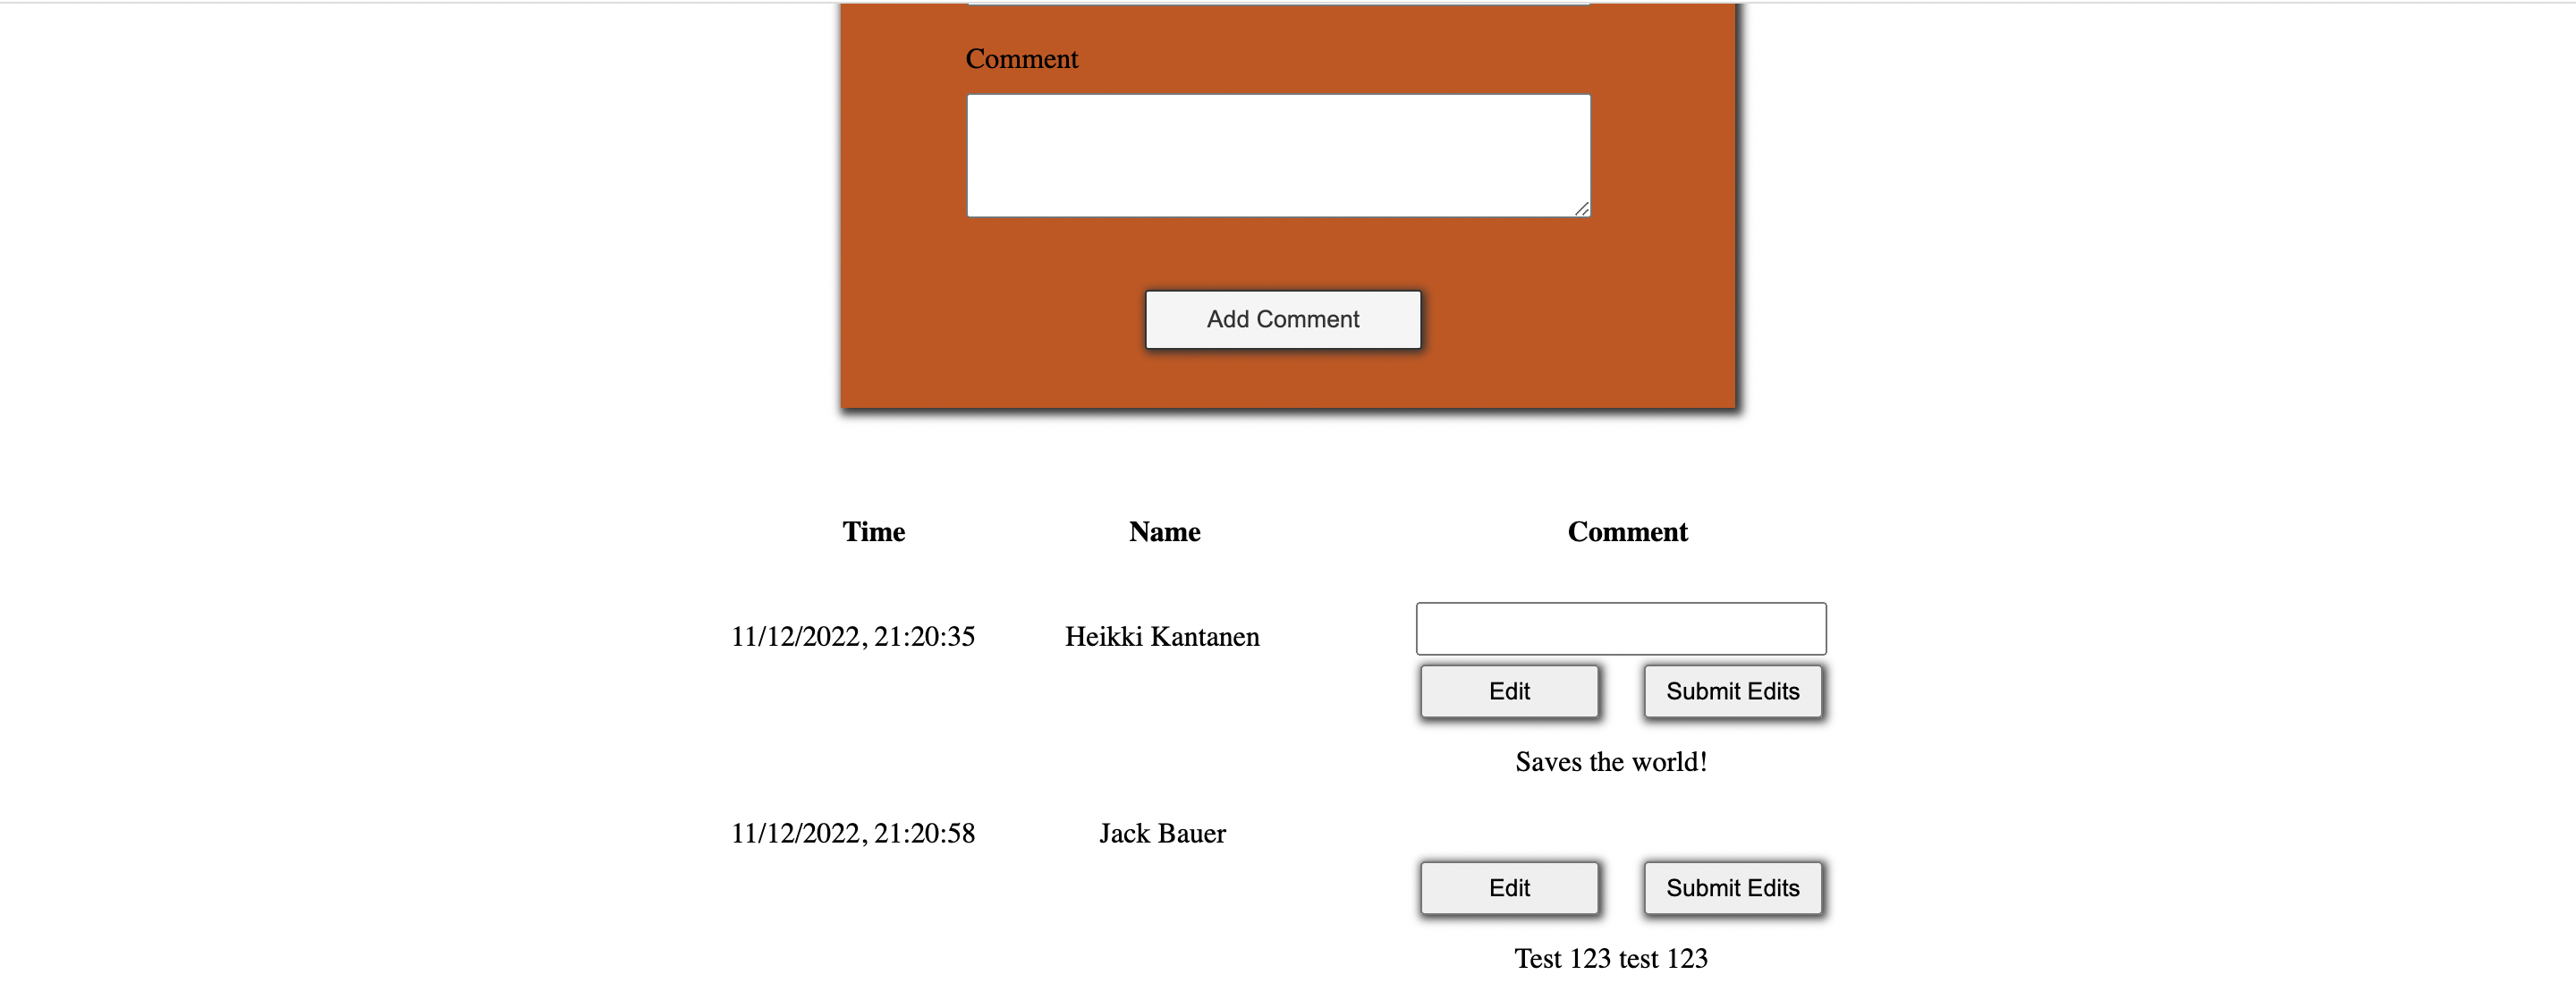 Comment
Add Comment
Time Name Comment
11/12/2022, 21:20:35 Heikki Kantanen
Edit Submit Edits
Saves the world!
11/12/2022, 21:20:58 Jack Bauer
Edit Submit Edits
Test 123 test 123